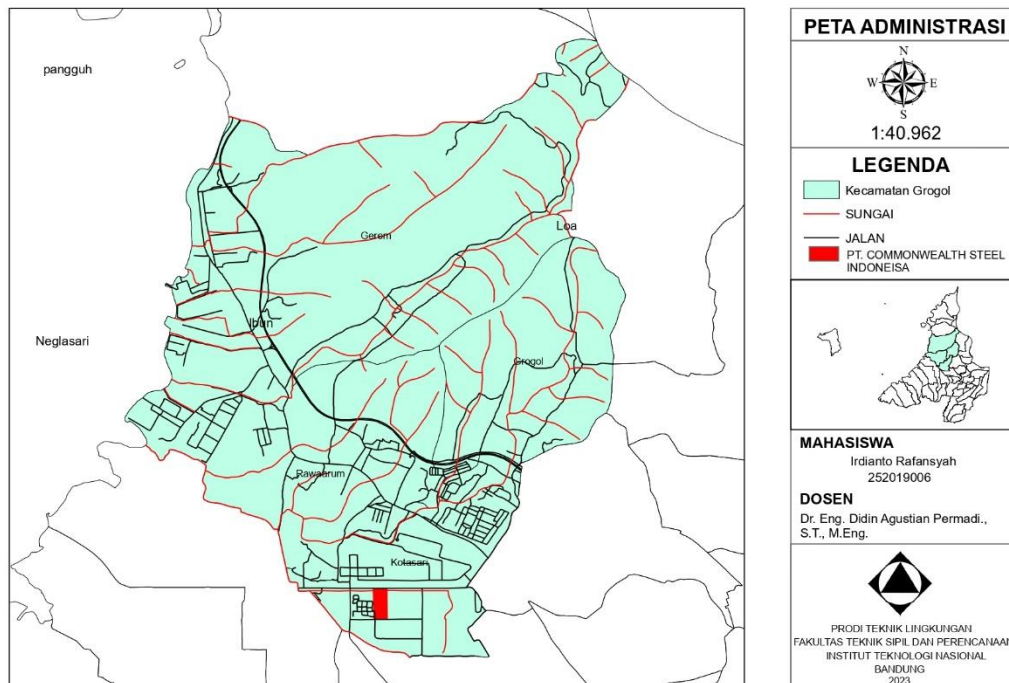 pangguh
Gerem
Loa
Ibun
Neglasari
Grogol
Rawaarum
Kotasari
PETA ADMINISTRASI
N
W E
S
1:40.962
LEGENDA
Kecamatan Grogol
SUNGAI
JALAN
PT. COMMONWEALTH STEEL
INDONEISA
MAHASISWA
Irdianto Rafansyah
252019006
DOSEN
Dr. Eng. Didin Agustian Permadi.,
S.T., M.Eng.
PRODI TEKNIK LINGKUNGAN
FAKULTAS TEKNIK SIPIL DAN PERENCANAAN
INSTITUT TEKNOLOGI NASIONAL
BANDUNG
2023